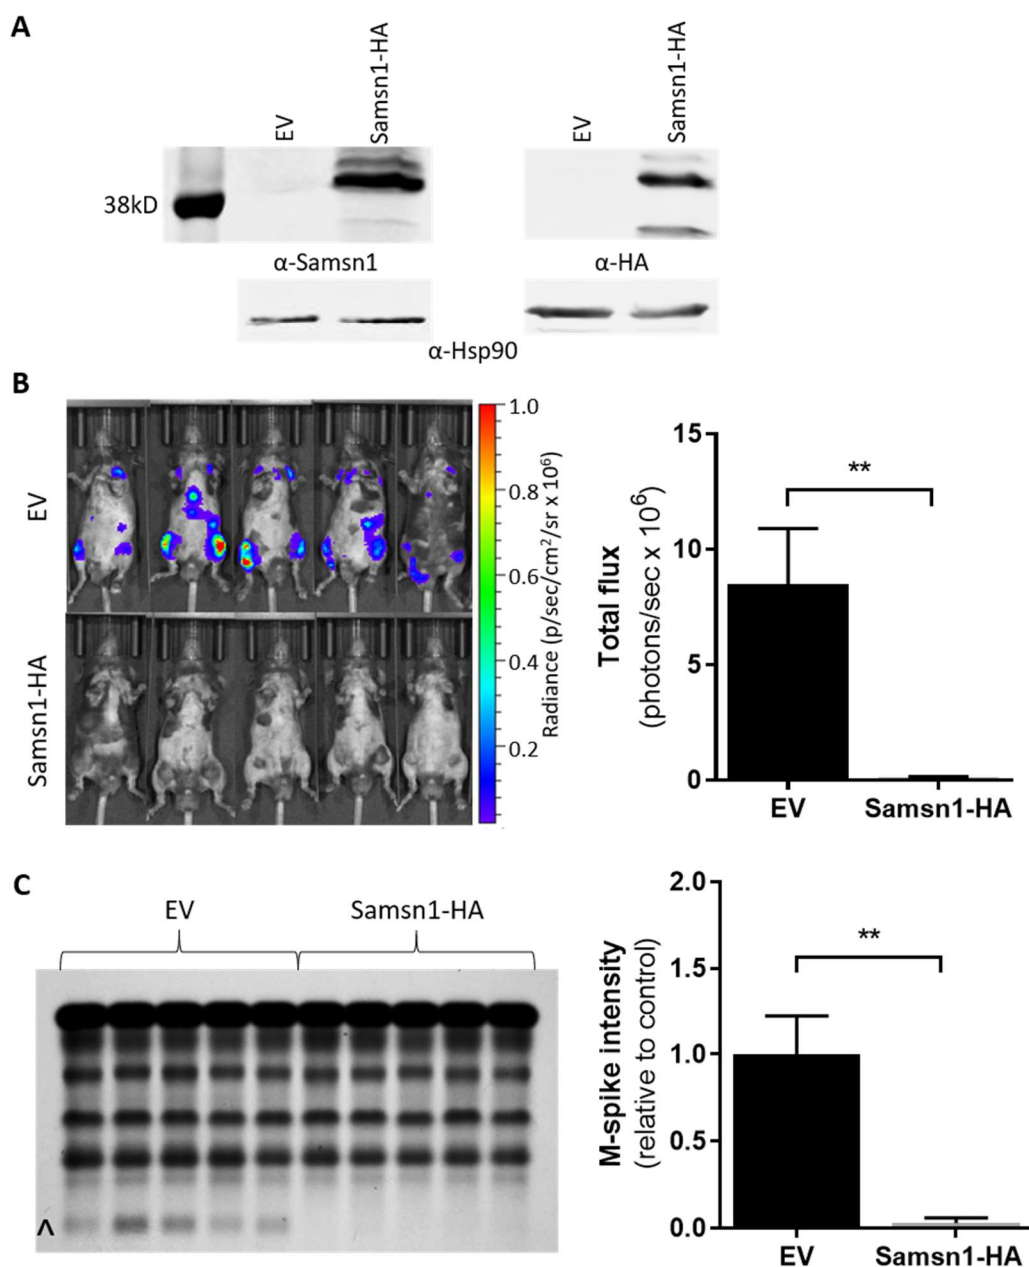 A
EV
Samsn1-HA
EV
Samsn1-HA
38kD
α-Samsn1
α-HA
α-Hsp90
B
EV
Samsn1-HA
1.0
0.8
0.6
0.4
0.2
Radiance (p/sec/cm²/sr x 10⁶)
Total flux
(photons/sec x 10⁶)
15
10
5
0
**
EV
Samsn1-HA
C
EV
Samsn1-HA
^
M-spike intensity
(relative to control)
2.0
1.5
1.0
0.5
0.0
**
EV
Samsn1-HA